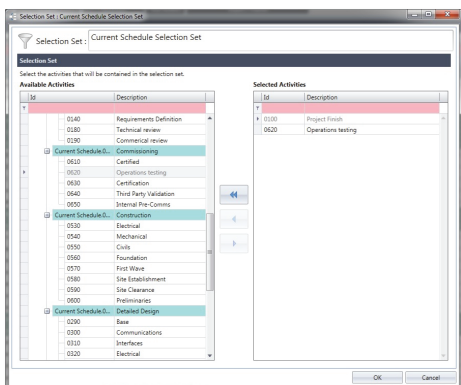 Selection Set : Current Schedule Selection Set
Selection Set : Current Schedule Selection Set
Selection Set
Select the activities that will be contained in the selection set.
Available Activities
Id Description
0140 Requirements Definition
0180 Technical review
0190 Commerical review
Current Schedule.0... Commissioning
0610 Certified
0620 Operations testing
0630 Certification
0640 Third Party Validation
0650 Internal Pre-Comms
Current Schedule.0... Construction
0530 Electrical
0540 Mechanical
0550 Civils
0560 Foundation
0570 First Wave
0580 Site Establishment
0590 Site Clearance
0600 Preliminaries
Current Schedule.0... Detailed Design
0290 Base
0300 Communications
0310 Interfaces
0320 Electrical
Selected Activities
Id Description
0100 Project Finish
0620 Operations testing
OK Cancel